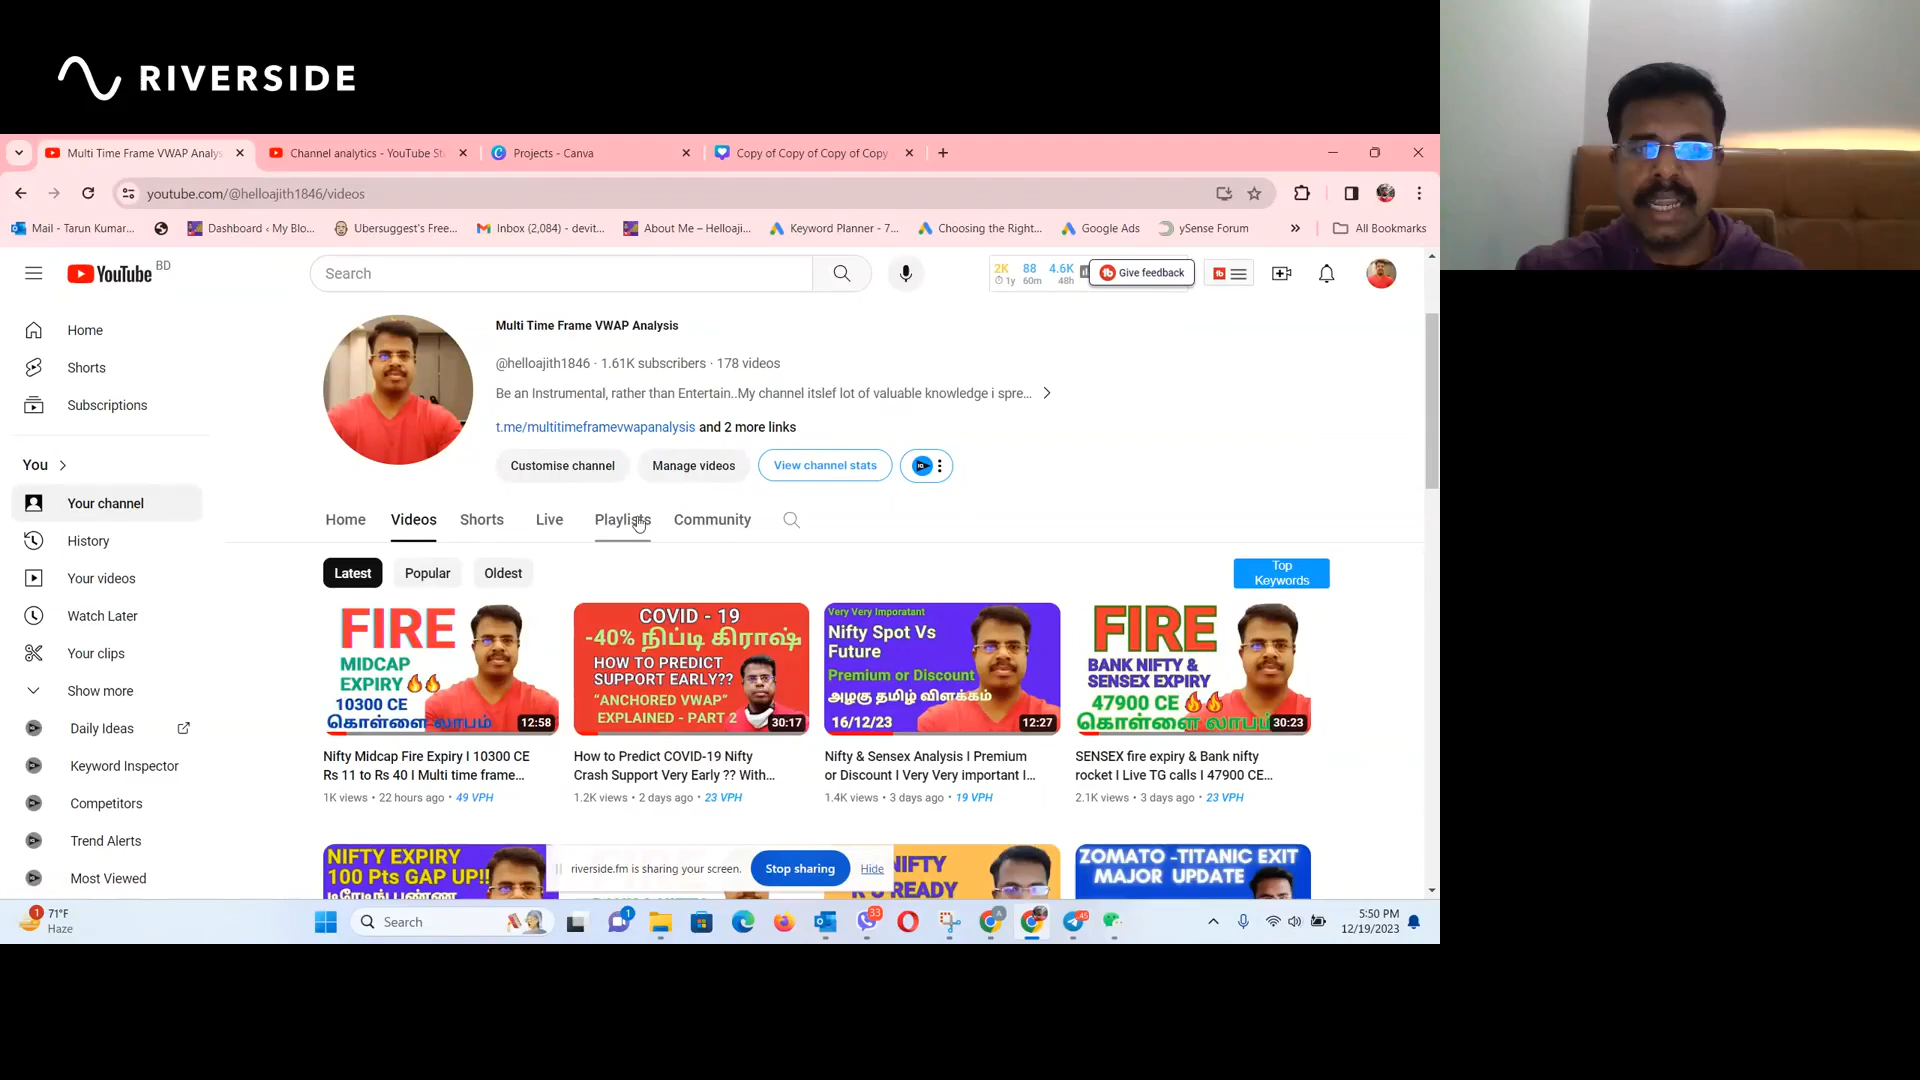 RIVERSIDE
Multi Time Frame VWAP Analys
Channel analytics - YouTube St
Projects - Canva
Copy of Copy of Copy of Copy
youtube.com/@helloajith1846/videos
Mail - Tarun Kumar...
Dashboard ‹ My Blo...
Ubersuggest's Free...
Inbox (2,084) - devit...
About Me – Helloaji...
Keyword Planner - 7...
Choosing the Right...
Google Ads
ySense Forum
All Bookmarks
YouTube BD
Search
2K 88 4.6K
1y 60m 48h
Give feedback
Home
Shorts
Subscriptions
You
Your channel
History
Your videos
Watch Later
Your clips
Show more
Daily Ideas
Keyword Inspector
Competitors
Trend Alerts
Most Viewed
Multi Time Frame VWAP Analysis
@helloajith1846 · 1.61K subscribers · 178 videos
Be an Instrumental, rather than Entertain..My channel itslef lot of valuable knowledge i spre...
t.me/multitimeframevwapanalysis and 2 more links
Customise channel
Manage videos
View channel stats
Home Videos Shorts Live Playlists Community
Latest Popular Oldest
Top
Keywords
FIRE
MIDCAP
EXPIRY
10300 CE
கொள்ளை லாபம்
12:58
COVID - 19
-40% நிப்டி கிராஷ்
HOW TO PREDICT
SUPPORT EARLY??
"ANCHORED VWAP"
EXPLAINED - PART 2
30:17
Very Very Imporatant
Nifty Spot Vs
Future
Premium or Discount
அழகு தமிழ் விளக்கம்
16/12/23
12:27
FIRE
BANK NIFTY &
SENSEX EXPIRY
47900 CE
கொள்ளை லாபம்
30:23
Nifty Midcap Fire Expiry I 10300 CE
Rs 11 to Rs 40 I Multi time frame...
1K views • 22 hours ago • 49 VPH
How to Predict COVID-19 Nifty
Crash Support Very Early ?? With...
1.2K views • 2 days ago • 23 VPH
Nifty & Sensex Analysis I Premium
or Discount I Very Very important I...
1.4K views • 3 days ago • 19 VPH
SENSEX fire expiry & Bank nifty
rocket I Live TG calls I 47900 CE...
2.1K views • 3 days ago • 23 VPH
NIFTY EXPIRY
100 Pts GAP UP!!
NIFTY
READY
ZOMATO -TITANIC EXIT
MAJOR UPDATE
riverside.fm is sharing your screen.
Stop sharing
Hide
1
71°F
Haze
Search
1
33
45
5:50 PM
12/19/2023